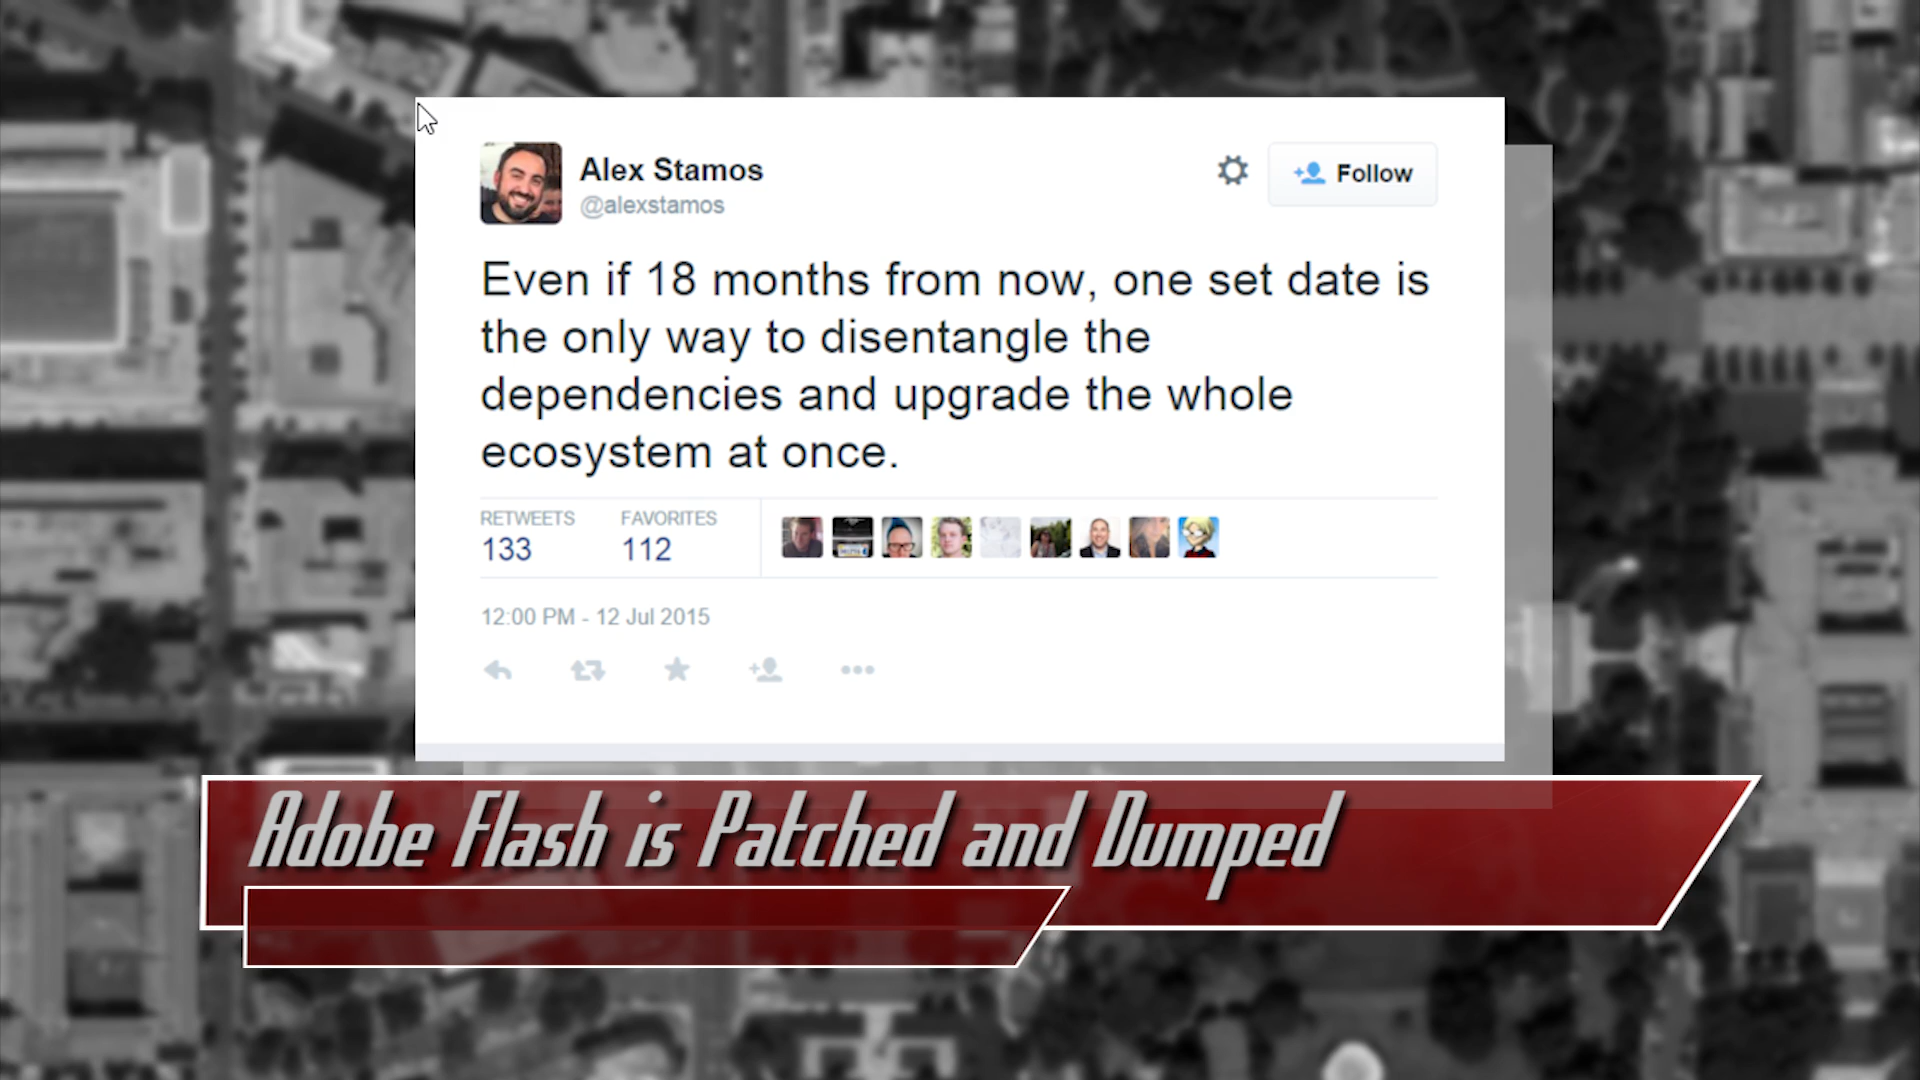 Alex Stamos
@alexstamos
Follow
Even if 18 months from now, one set date is
the only way to disentangle the
dependencies and upgrade the whole
ecosystem at once.
RETWEETS FAVORITES
133 112
12:00 PM - 12 Jul 2015
Adobe Flash is Patched and Dumped